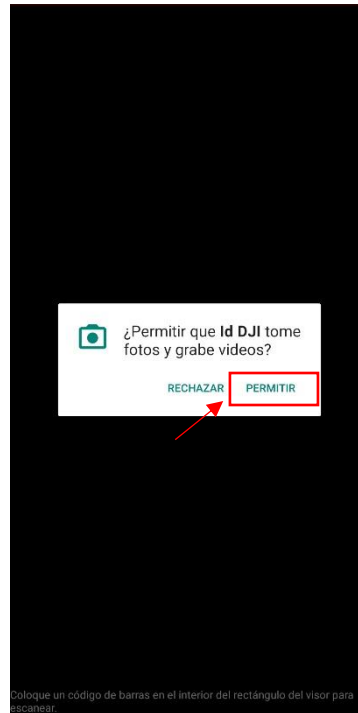 ¿Permitir que Id DJI tome
fotos y grabe videos?
RECHAZAR PERMITIR
Coloque un código de barras en el interior del rectángulo del visor para
escanear.